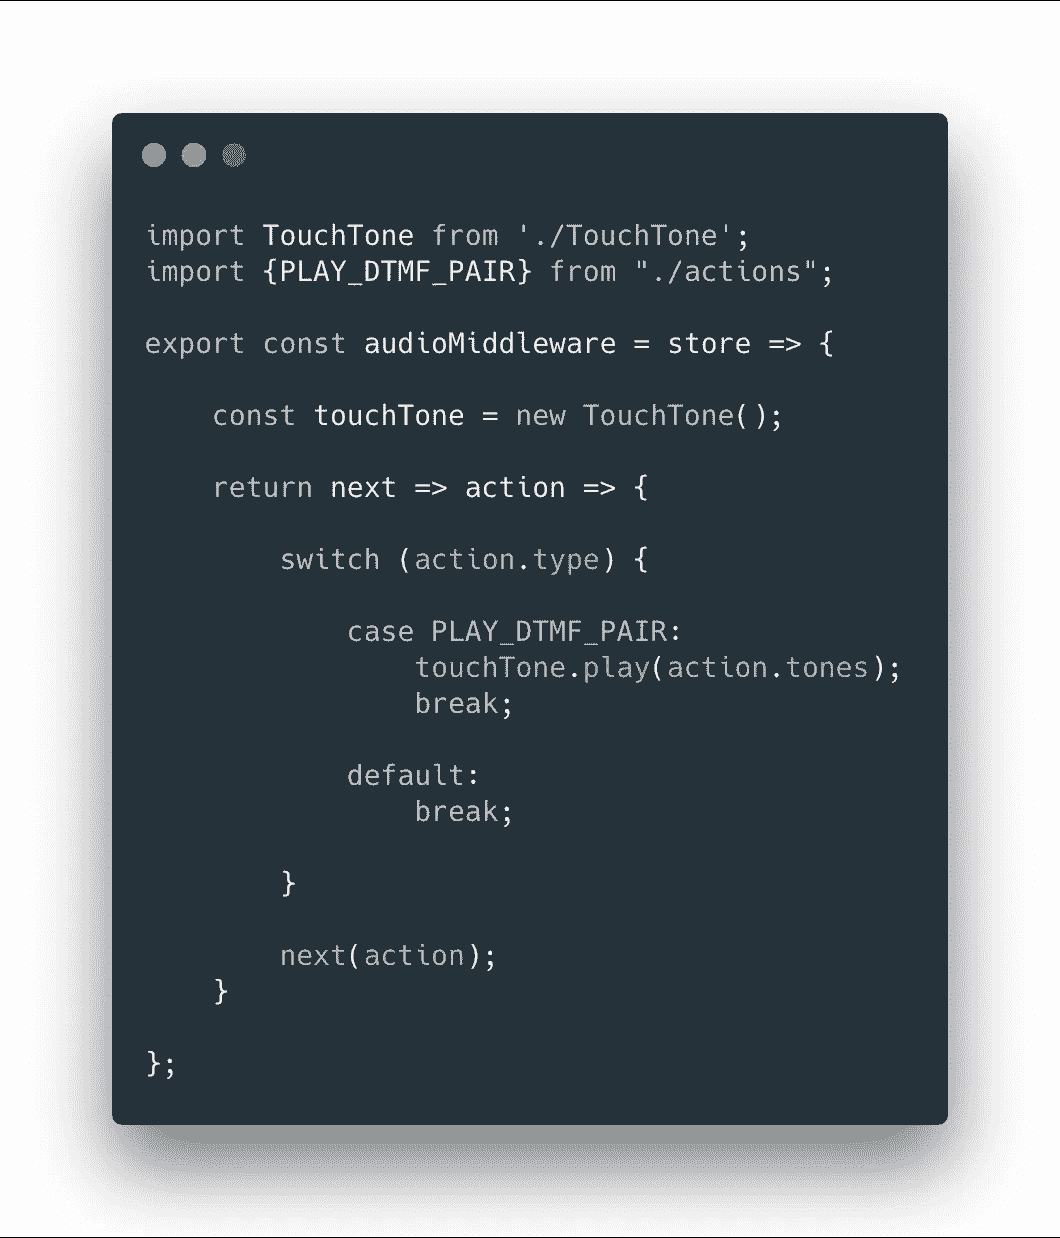 import TouchTone from './TouchTone';
import {PLAY_DTMF_PAIR} from "./actions";
export const audioMiddleware = store => {
const touchTone = new TouchTone();
return next => action => {
switch (action.type) {
case PLAY_DTMF_PAIR:
touchTone.play(action.tones);
break;
default:
break;
}
next(action);
}
};